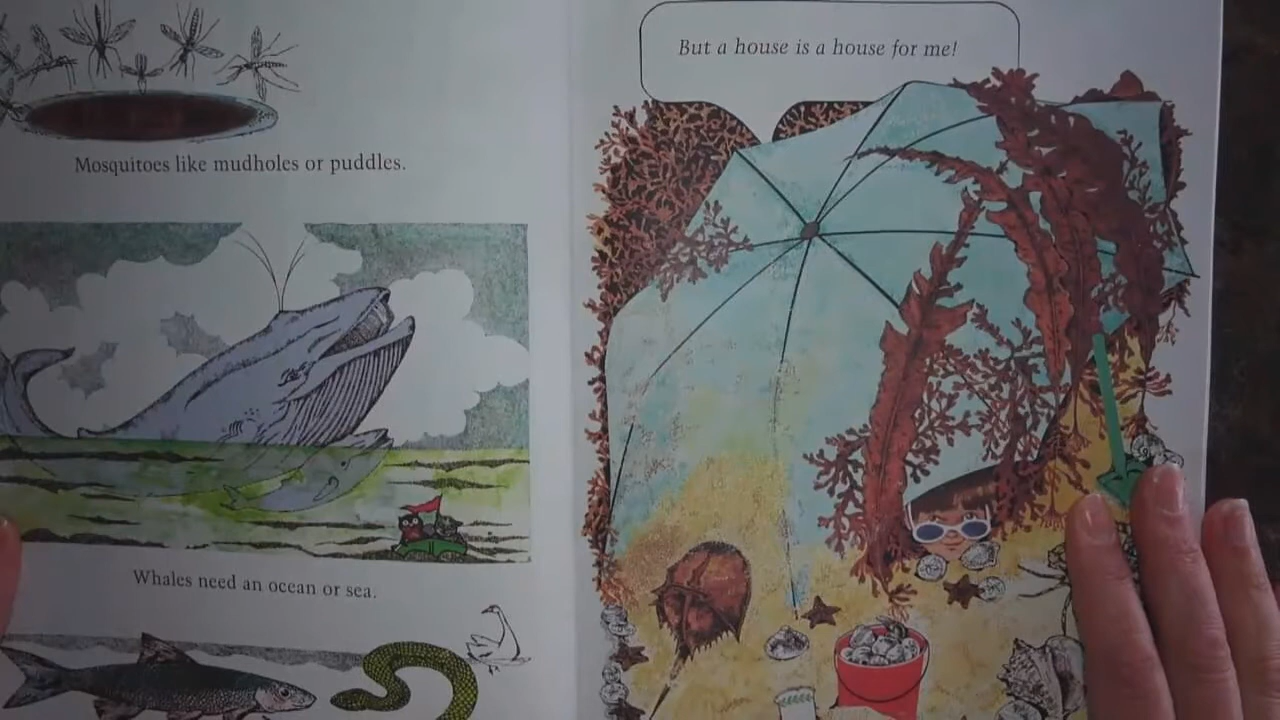 Mosquitoes like mudholes or puddles.
Whales need an ocean or sea.
But a house is a house for me!